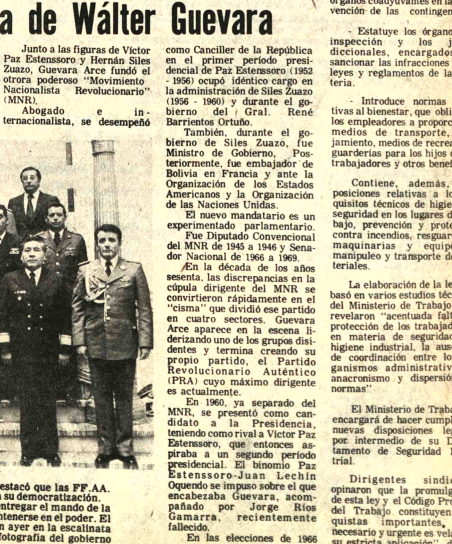 a de Wálter Guevara
Junto a las figuras de Víctor
Paz Estenssoro y Hernán Siles
Zuazo, Guevara Arce fundó el
otrora poderoso "Movimiento
Nacionalista Revolucionario"
(MNR).
Abogado e in-
ternacionalista, se desempeñó
estacó que las FF.AA.
su democratización.
entregar el mando de la
ntenerse en el poder. El
n ayer en la escalinata
fotografía del gobierno
como Canciller de la República
en el primer período presi-
dencial de Paz Estenssoro (1952
- 1956) ocupó idéntico cargo en
la administración de Siles Zuazo
(1956 - 1960) y durante el go-
bierno del Gral. René
Barrientos Ortuño.
También, durante el go-
bierno de Siles Zuazo, fue
Ministro de Gobierno, Pos-
teriormente, fue embajador de
Bolivia en Francia y ante la
Organización de los Estados
Americanos y la Organización
de las Naciones Unidas.
El nuevo mandatario es un
experimentado parlamentario.
Fue Diputado Convencional
del MNR de 1945 a 1946 y Sena-
dor Nacional de 1966 a 1969.
En la década de los años
sesenta, las discrepancias en la
cúpula dirigente del MNR se
convirtieron rápidamente en el
"cisma" que dividió ese partido
en cuatro sectores. Guevara
Arce aparece en la escena li-
derizando uno de los grupos disi-
dentes y termina creando su
propio partido, el Partido
Revolucionario Auténtico
(PRA) cuyo máximo dirigente
es actualmente.
En 1960, ya separado del
MNR, se presentó como can-
didato a la Presidencia,
teniendo como rival a Víctor Paz
Estenssoro, que entonces as-
piraba a un segundo período
presidencial. El binomio Paz
Estenssoro-Juan Lechín
Oquendo se impuso sobre el que
encabezaba Guevara, acom-
pañado por Jorge Ríos
Gamarra, recientemente
fallecido.
En las elecciones de 1966
órganos coadyuvantes en la
vención de las contingen
- Estatuye los órgano
inspección y los j
diccionales, encargados
sancionar las infracciones
leyes y reglamentos de la
teria.
- Introduce normas
tivas al bienestar, que obli
los empleadores a proporc
medios de transporte,
jamiento, medios de recrea
guarderías para los hijos
trabajadores y otros benef
Contiene, además,
posiciones relativas a lo
quisitos técnicos de higie
seguridad en los lugares d
bajo, prevención y prote
contra incendios, resguar
maquinarias y equipo
manipuleo y transporte d
teriales.
La elaboración de la le
basó en varios estudios téc
del Ministerio de Trabajo
revelaron "acentuada falt
protección de los trabajad
en materia de seguridad
higiene industrial, la aus
de coordinación entre lo
ganismos administrativ
anacronismo y dispersión
normas"
El Ministerio de Traba
encargará de hacer cumpl
nuevas disposiciones leg
por intermedio de su D
tamento de Seguridad I
trial.
Dirigentes sindic
opinaron que la promulga
de esta ley y el Código Pro
del Trabajo constituyen
quistas importantes,
necesario y urgente es vela
su estricta aplicación"